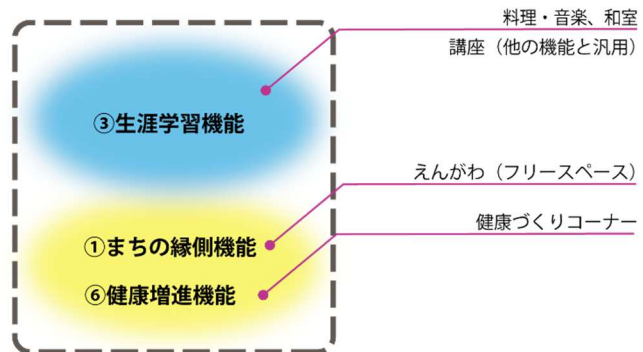 料理・音楽、和室
講座（他の機能と汎用）
③生涯学習機能
えんがわ（フリースペース）
①まちの縁側機能
健康づくりコーナー
⑥健康増進機能